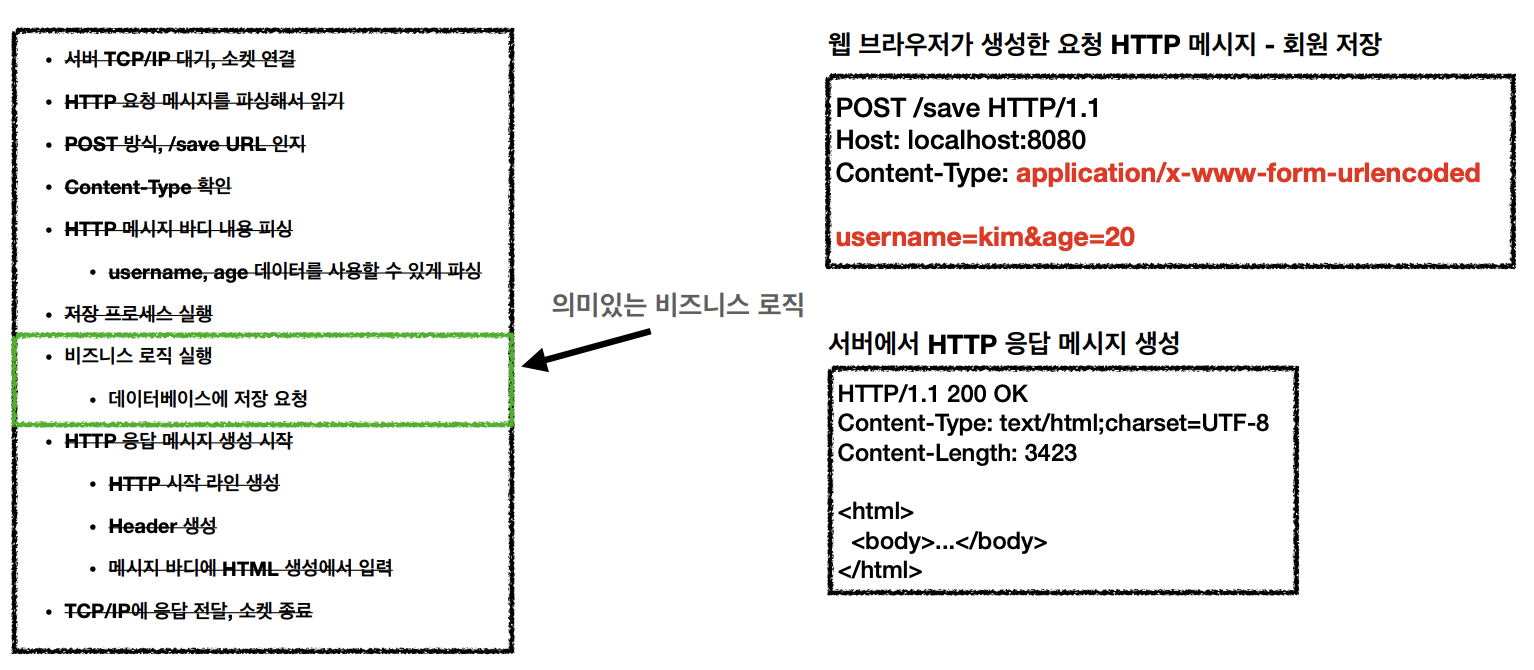 서버 TCP/IP 대기, 소켓 연결
HTTP 요청 메시지를 파싱해서 읽기
POST 방식, /save URL 인지
Content-Type 확인
HTTP 메시지 바디 내용 파싱
username, age 데이터를 사용할 수 있게 파싱
저장 프로세스 실행
비즈니스 로직 실행
데이터베이스에 저장 요청
HTTP 응답 메시지 생성 시작
HTTP 시작 라인 생성
Header 생성
메시지 바디에 HTML 생성에서 입력
TCP/IP에 응답 전달, 소켓 종료
의미있는 비즈니스 로직
웹 브라우저가 생성한 요청 HTTP 메시지 - 회원 저장
POST /save HTTP/1.1
Host: localhost:8080
Content-Type: application/x-www-form-urlencoded
username=kim&age=20
서버에서 HTTP 응답 메시지 생성
HTTP/1.1 200 OK
Content-Type: text/html;charset=UTF-8
Content-Length: 3423
<html>
<body>...</body>
</html>